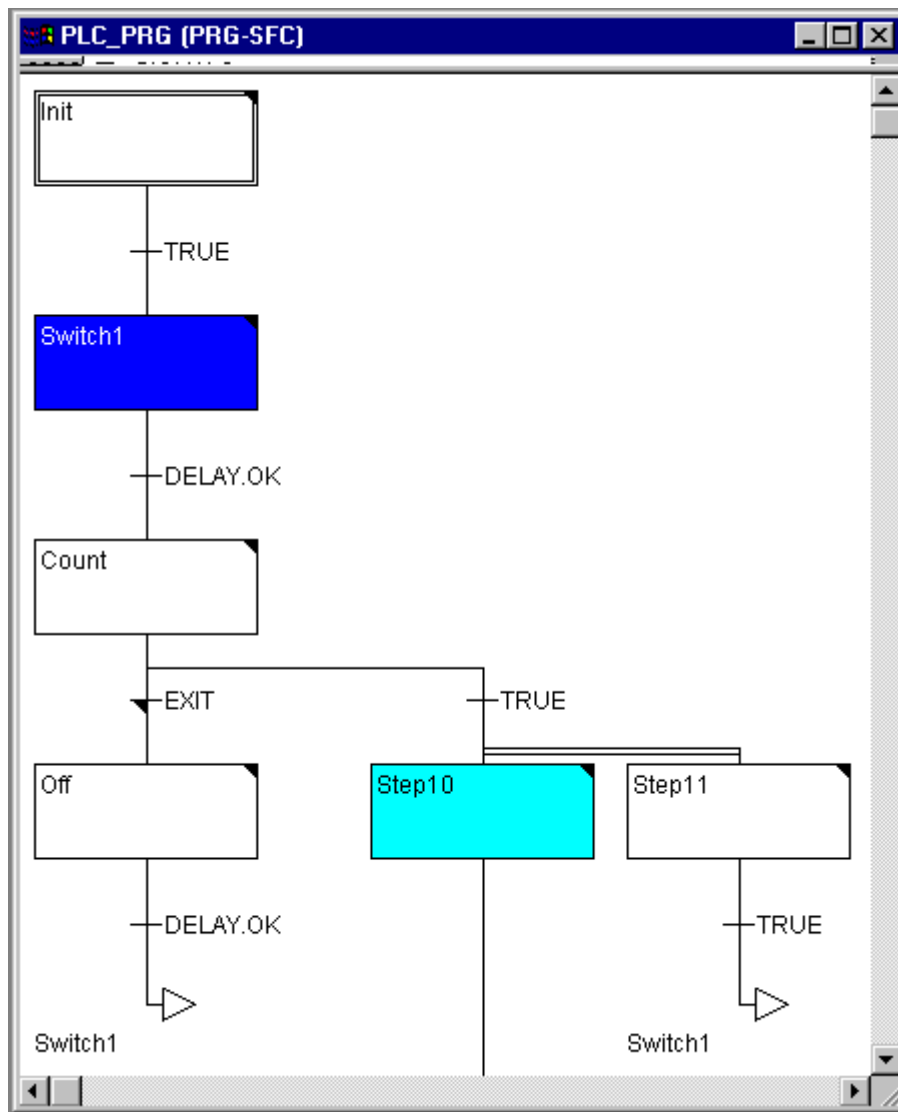 PLC_PRG (PRG-SFC)
Init
TRUE
Switch1
DELAY.OK
Count
EXIT
TRUE
Off
Step10
Step11
DELAY.OK
TRUE
Switch1
Switch1